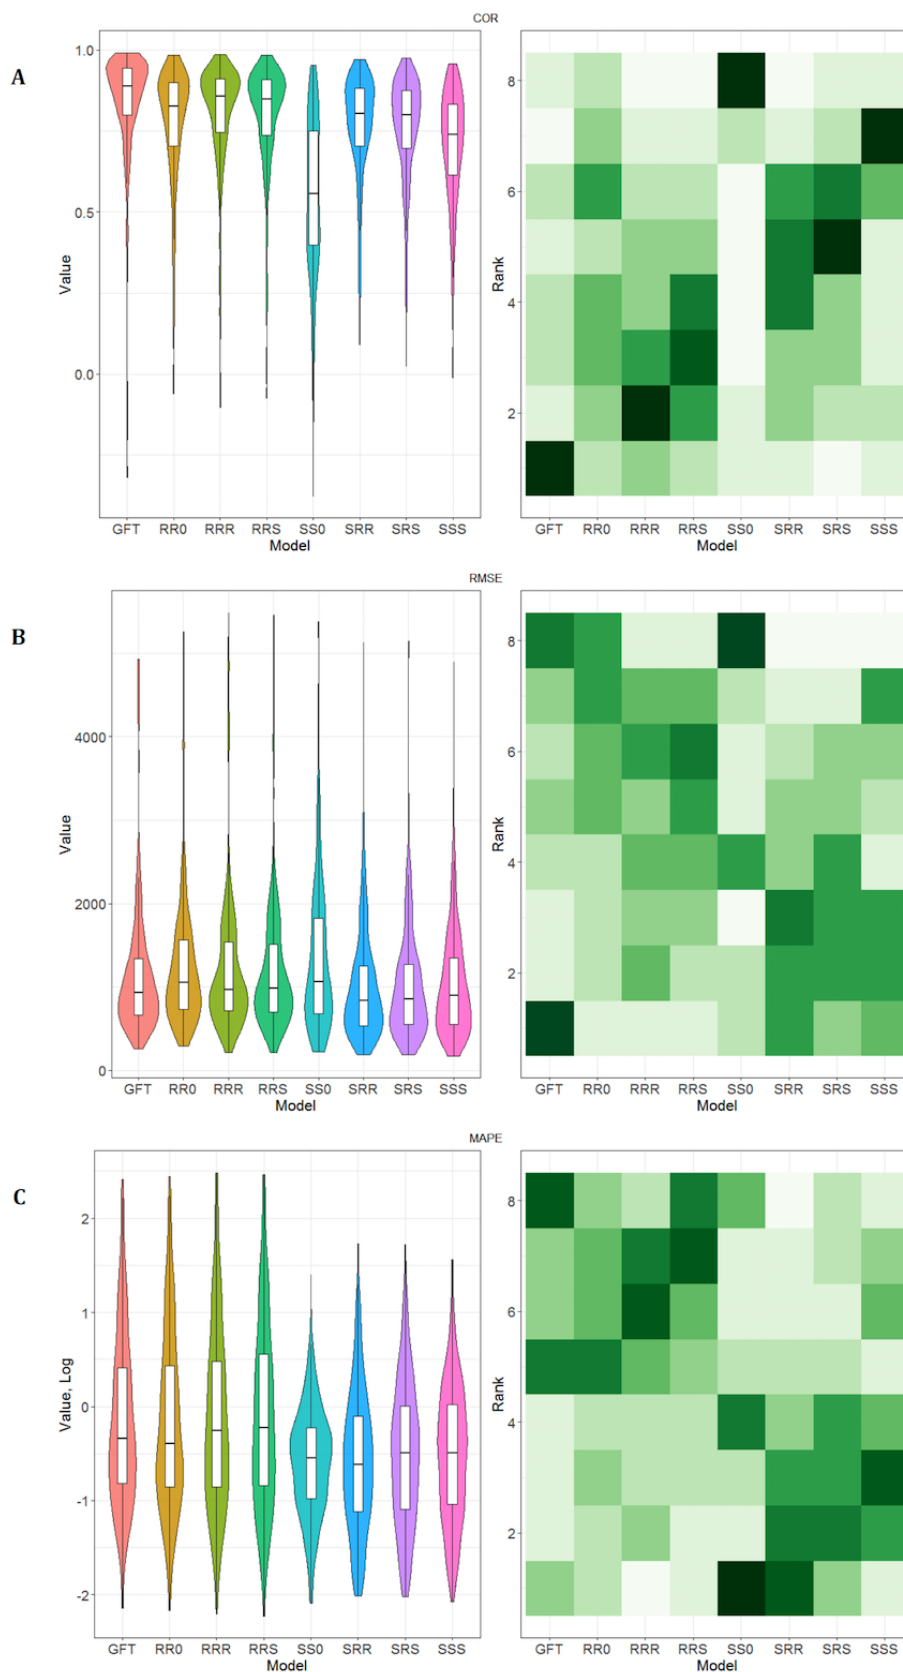 COR
A
1.0
0.5
0.0
Value
GFT RR0 RRR RRS SS0 SRR SRS SSS
Model
8
6
4
2
Rank
GFT RR0 RRR RRS SS0 SRR SRS SSS
Model
RMSE
B
4000
2000
0
Value
GFT RR0 RRR RRS SS0 SRR SRS SSS
Model
8
6
4
2
Rank
GFT RR0 RRR RRS SS0 SRR SRS SSS
Model
MAPE
C
2
1
0
-1
-2
Value, Log
GFT RR0 RRR RRS SS0 SRR SRS SSS
Model
8
6
4
2
Rank
GFT RR0 RRR RRS SS0 SRR SRS SSS
Model